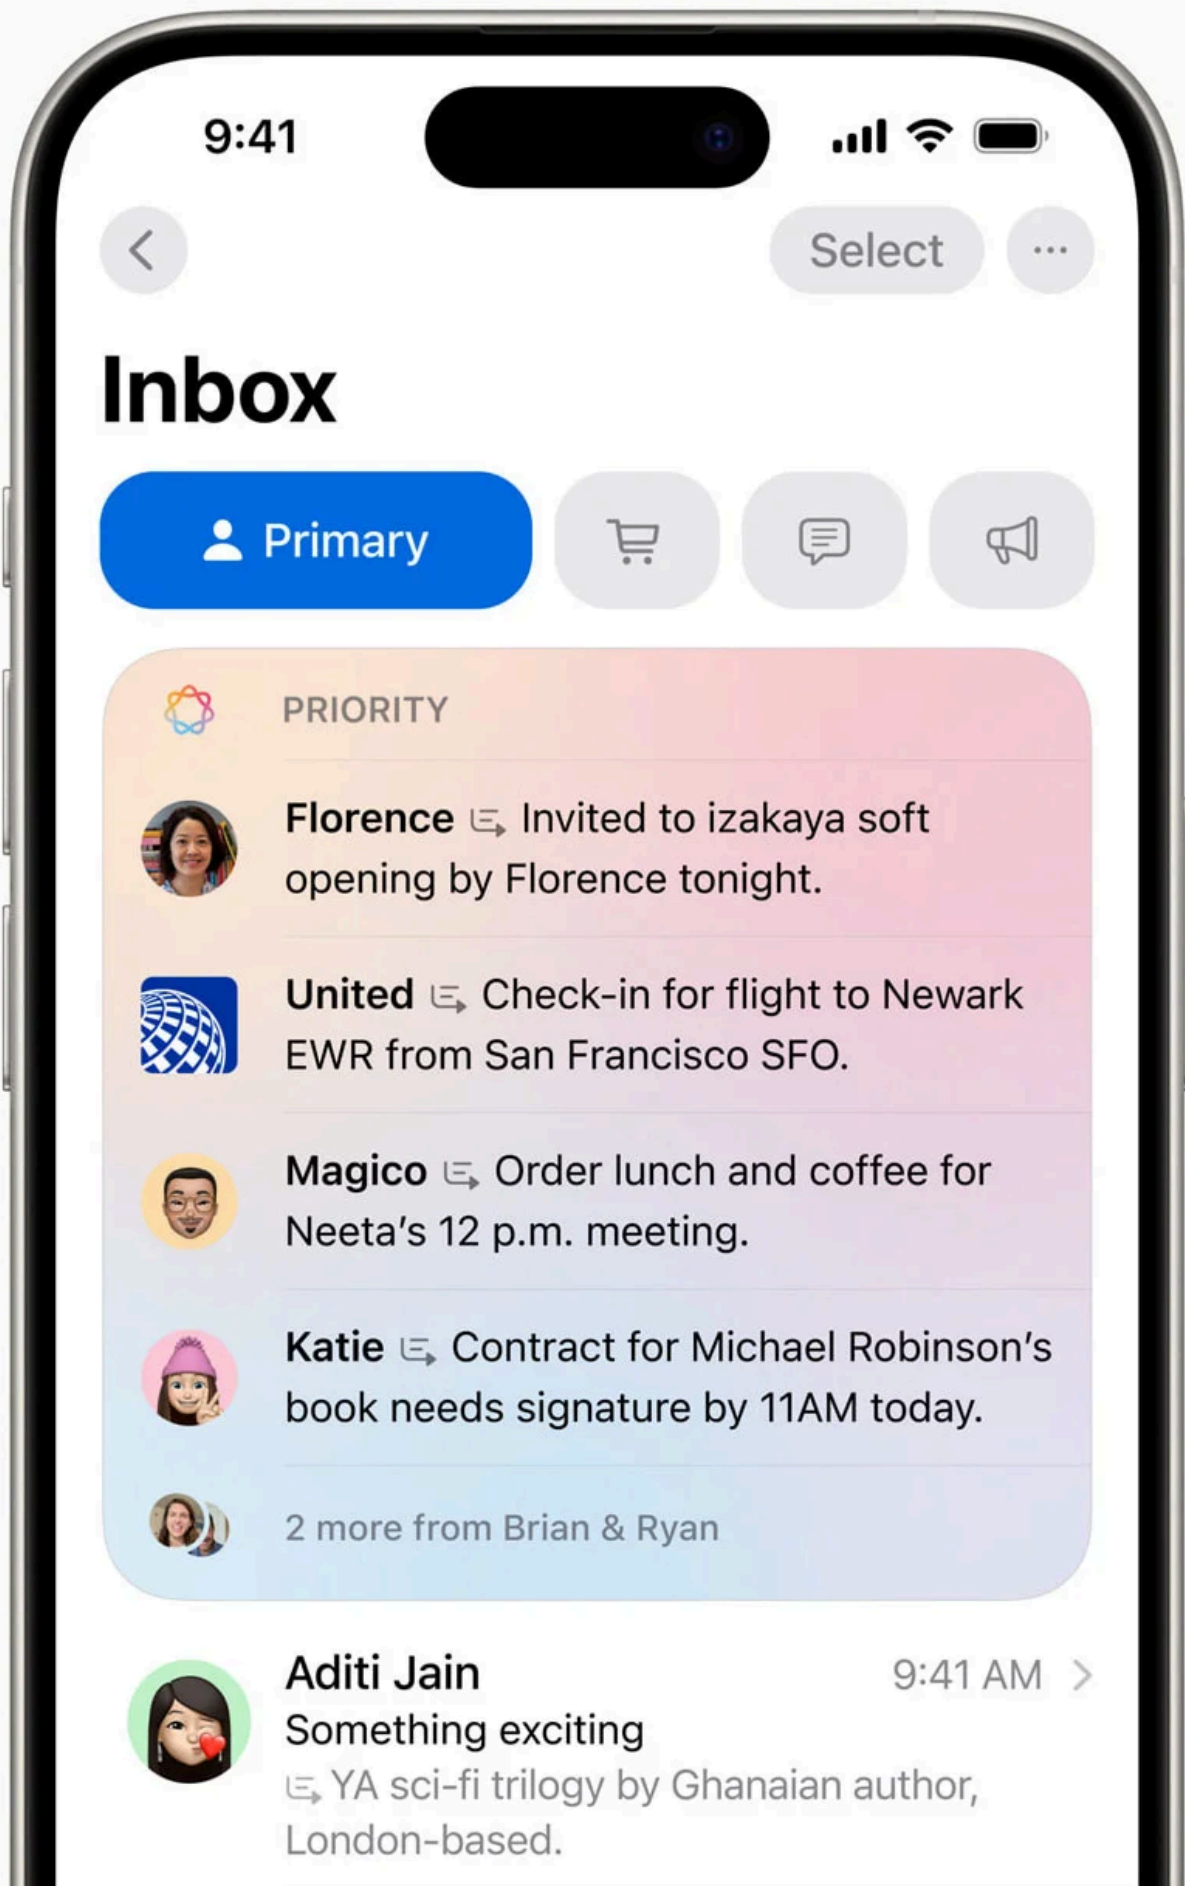 9:41
Select
Inbox
Primary
PRIORITY
Florence Invited to izakaya soft
opening by Florence tonight.
United Check-in for flight to Newark
EWR from San Francisco SFO.
Magico Order lunch and coffee for
Neeta’s 12 p.m. meeting.
Katie Contract for Michael Robinson’s
book needs signature by 11AM today.
2 more from Brian & Ryan
Aditi Jain 9:41 AM
Something exciting
YA sci-fi trilogy by Ghanaian author,
London-based.